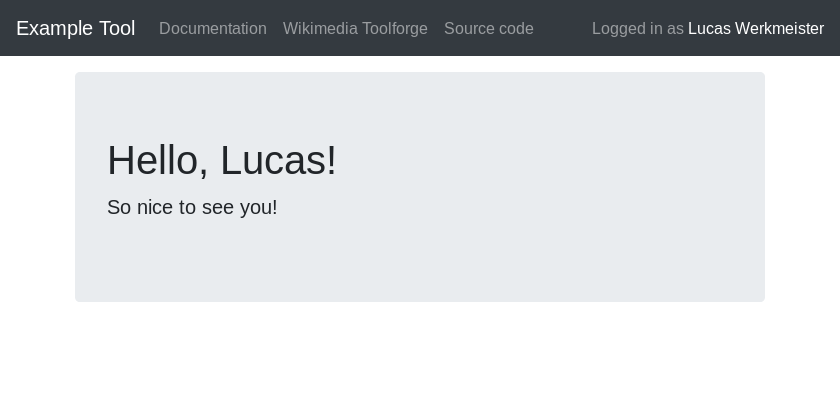 Example Tool Documentation Wikimedia Toolforge Source code Logged in as Lucas Werkmeister
Hello, Lucas!
So nice to see you!